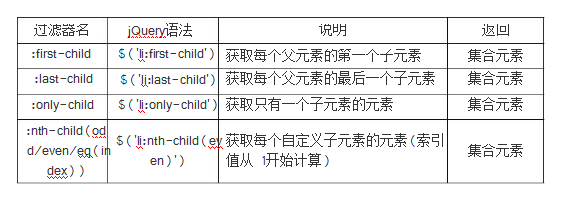 过滤器名 jQuery语法 说明 返回
:first-child $('li:first-child') 获取每个父元素的第一个子元素 集合元素
:last-child $('li:last-child') 获取每个父元素的最后一个子元素 集合元素
:only-child $('li:only-child') 获取只有一个子元素的元素 集合元素
:nth-child(od
d/even/eq(in
dex))
$('li:nth-child(ev
en)')
获取每个自定义子元素的元素(索引
值从 1开始计算)
集合元素